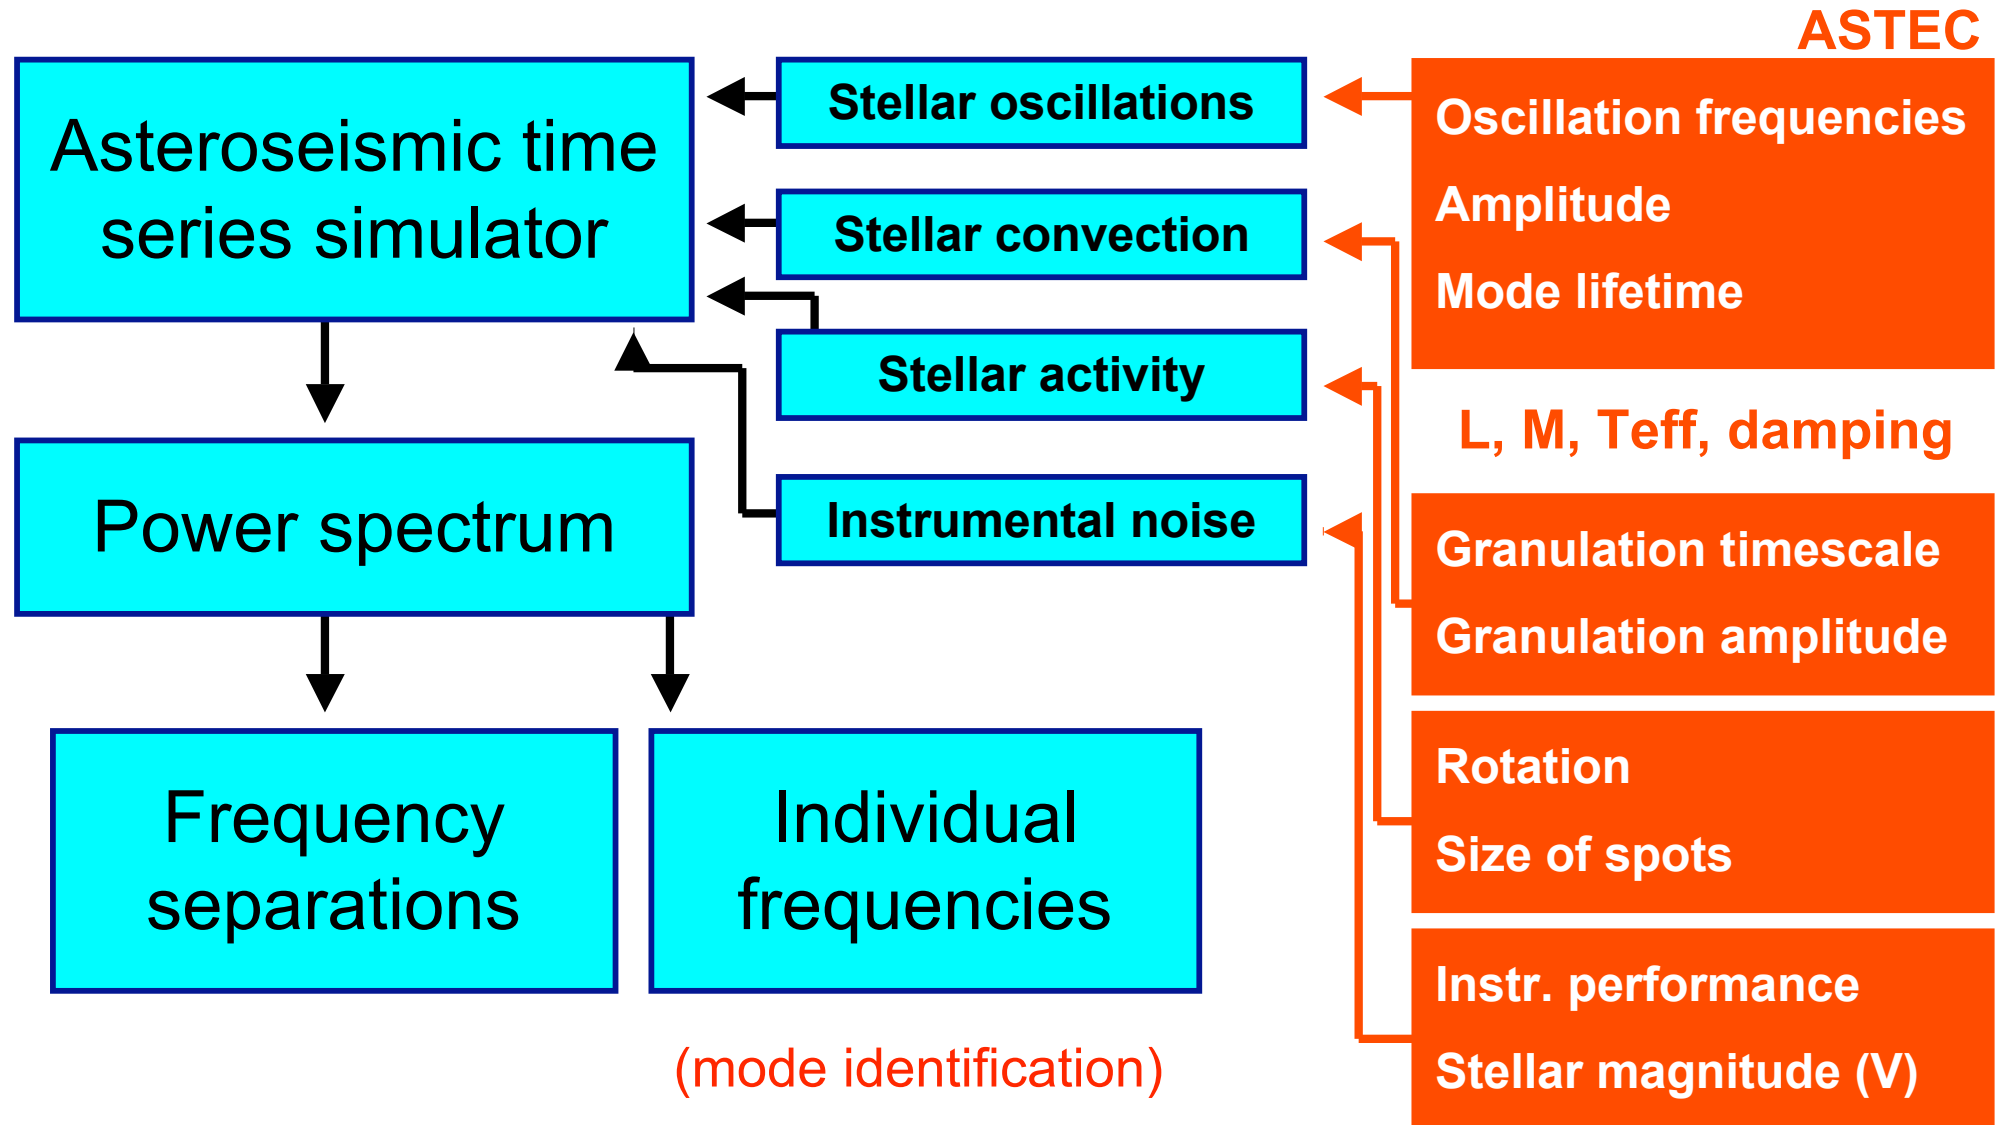 ASTEC
Asteroseismic time
series simulator
Stellar oscillations
Stellar convection
Stellar activity
Instrumental noise
Oscillation frequencies
Amplitude
Mode lifetime
L, M, Teff, damping
Granulation timescale
Granulation amplitude
Rotation
Size of spots
Instr. performance
Stellar magnitude (V)
Power spectrum
Frequency
separations
Individual
frequencies
(mode identification)